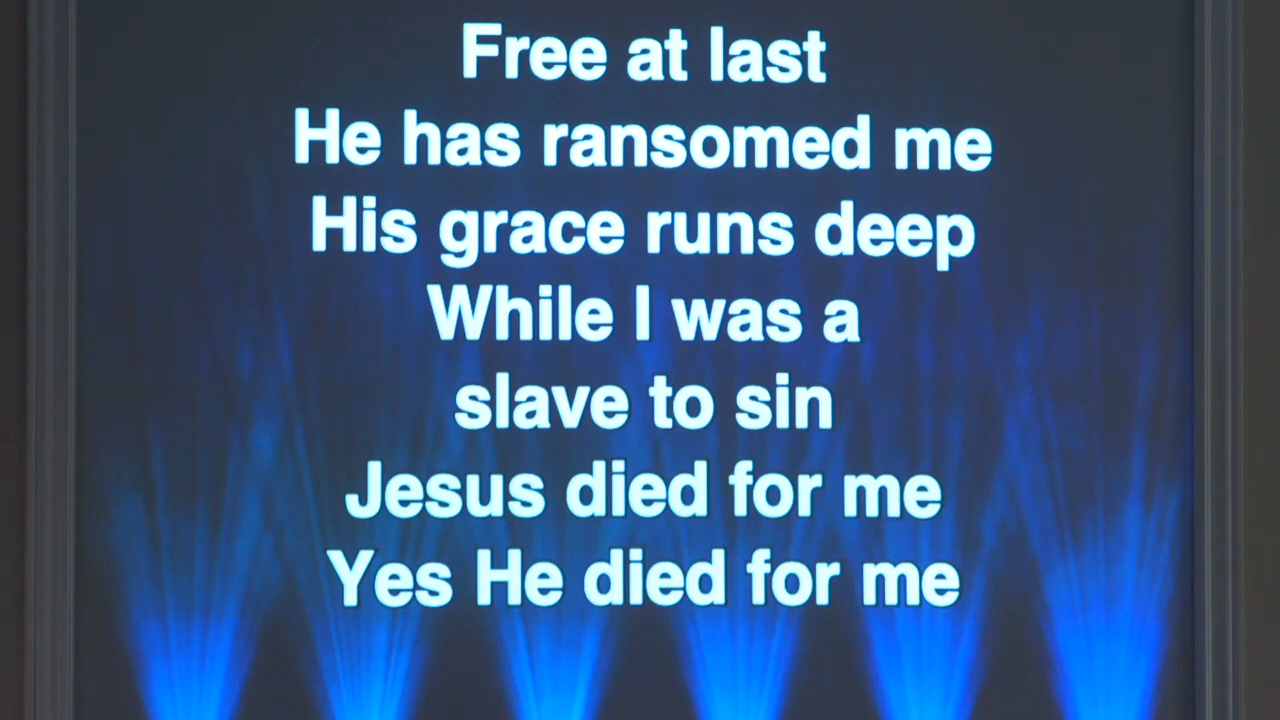 Free at last
He has ransomed me
His grace runs deep
While I was a
slave to sin
Jesus died for me
Yes He died for me